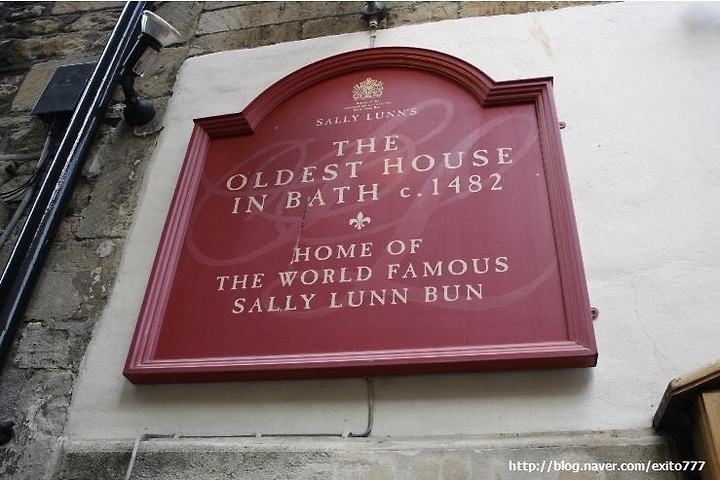 SALLY LUNN'S
THE
OLDEST HOUSE
IN BATH c.1482
HOME OF
THE WORLD FAMOUS
SALLY LUNN BUN
http://blog.naver.com/exito777